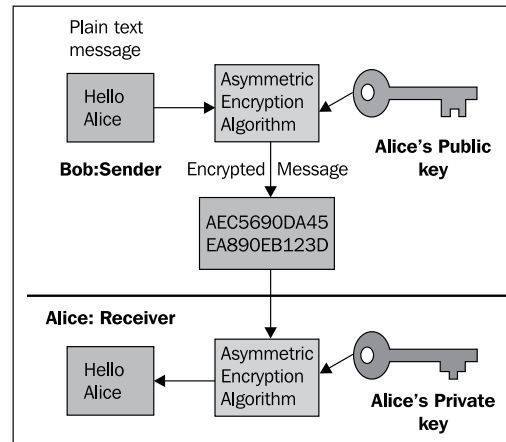 Plain text
message
Hello
Alice
Asymmetric
Encryption
Algorithm
Bob:Sender
Alice's Public
key
Encrypted Message
AEC5690DA45
EA890EB123D
Alice: Receiver
Hello
Alice
Asymmetric
Encryption
Algorithm
Alice's Private
key